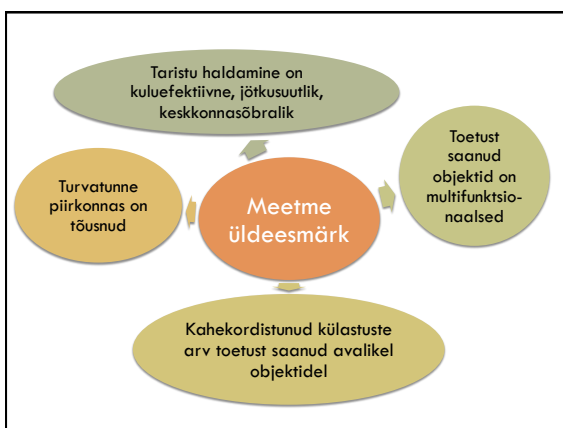 Taristu haldamine on
kuluefektiivne, jötkusuutlik,
keskkonnasõbralik
Toetust
saanud
objektid on
multifunktsio-
naalsed
Turvatunne
piirkonnas on
tõusnud
Meetme
üldeesmärk
Kahekordistunud külastuste
arv toetust saanud avalikel
objektidel